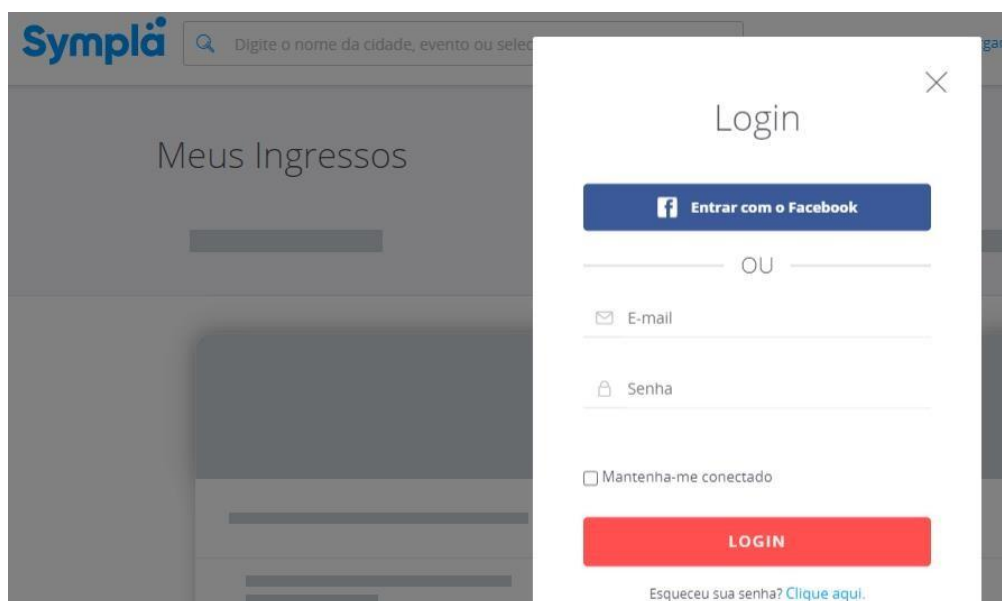 Symplä
Digite o nome da cidade, evento ou selec
Meus Ingressos
Login
Entrar com o Facebook
OU
E-mail
Senha
Mantenha-me conectado
LOGIN
Esqueceu sua senha? Clique aqui.